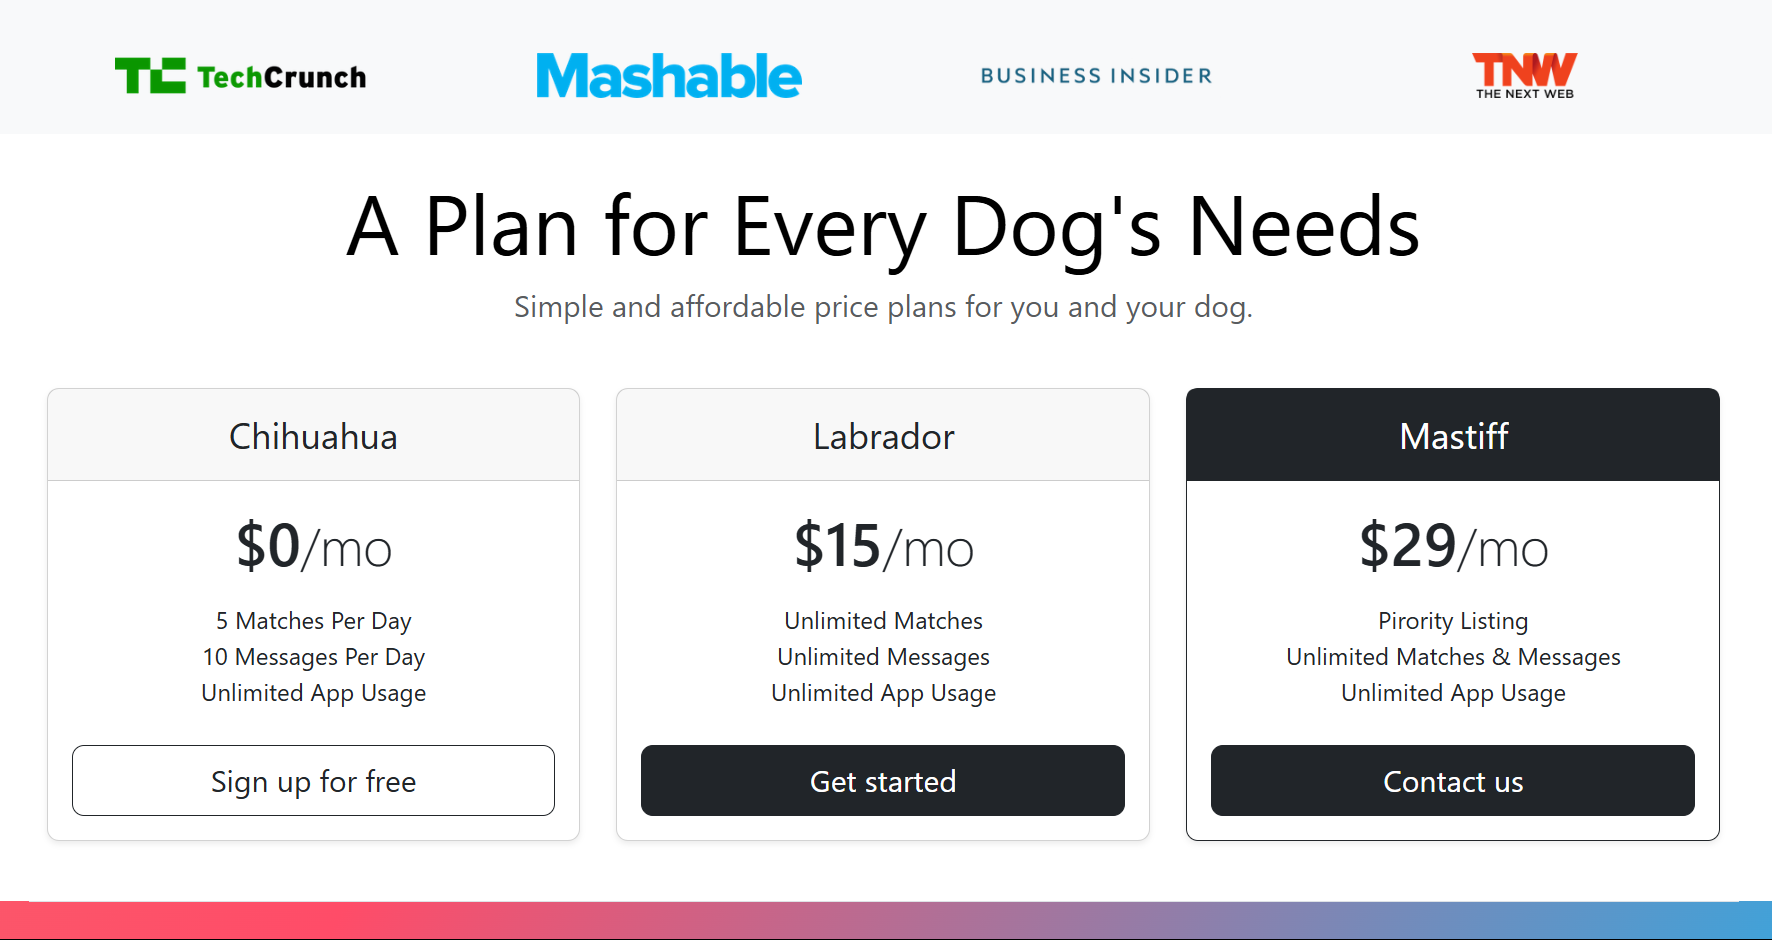 TC TechCrunch
Mashable
BUSINESS INSIDER
TNW
THE NEXT WEB
A Plan for Every Dog's Needs
Simple and affordable price plans for you and your dog.
Chihuahua
$0/mo
5 Matches Per Day
10 Messages Per Day
Unlimited App Usage
Sign up for free
Labrador
$15/mo
Unlimited Matches
Unlimited Messages
Unlimited App Usage
Get started
Mastiff
$29/mo
Pirority Listing
Unlimited Matches & Messages
Unlimited App Usage
Contact us